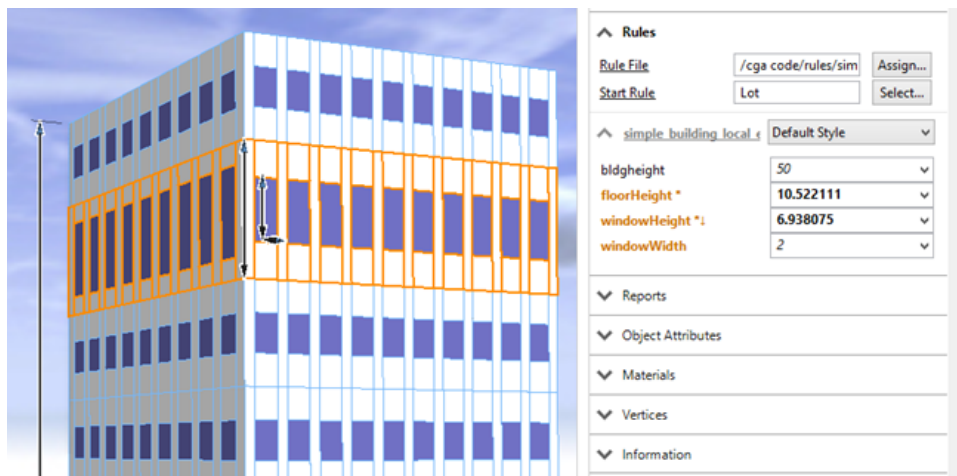 Rules
Rule File /cga code/rules/sim Assign...
Start Rule Lot Select...
simple_building_local_e Default Style
bldgheight 50
floorHeight * 10.522111
windowHeight *↓ 6.938075
windowWidth 2
Reports
Object Attributes
Materials
Vertices
Information